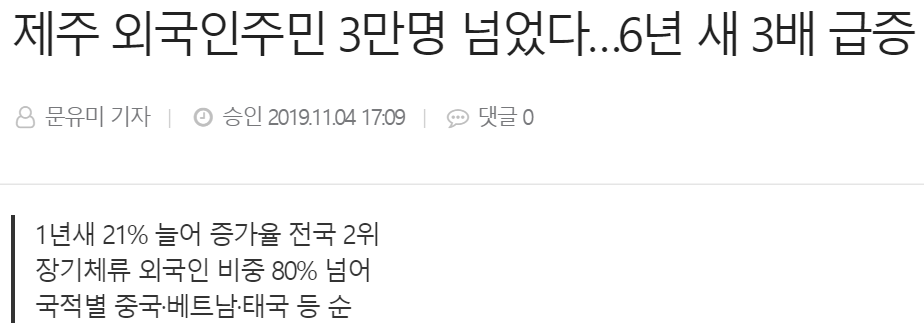 제주 외국인주민 3만명 넘었다...6년 새 3배 급증
문유미 기자 | 승인 2019.11.04 17:09 | 댓글 0
1년새 21% 늘어 증가율 전국 2위
장기체류 외국인 비중 80% 넘어
국적별 중국·베트남·태국 등 순